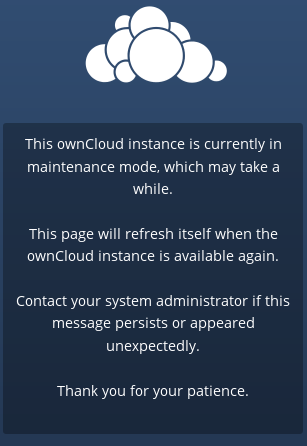 This ownCloud instance is currently in
maintenance mode, which may take a
while.
This page will refresh itself when the
ownCloud instance is available again.
Contact your system administrator if this
message persists or appeared
unexpectedly.
Thank you for your patience.